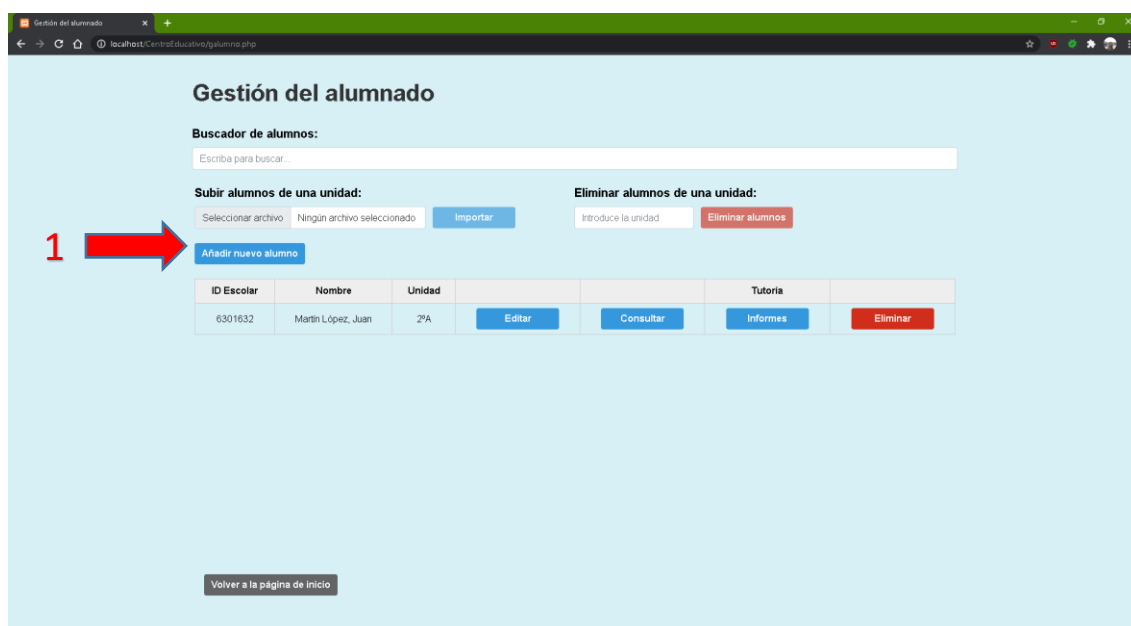 Gestión del alumnado
localhost/CentroEducativo/galumno.php
Gestión del alumnado
Buscador de alumnos:
Escriba para buscar...
Subir alumnos de una unidad: Eliminar alumnos de una unidad:
Seleccionar archivo Ningún archivo seleccionado Importar Introduce la unidad Eliminar alumnos
1
Añadir nuevo alumno
ID Escolar Nombre Unidad Tutoría
6301632 Martín López, Juan 2ºA Editar Consultar Informes Eliminar
Volver a la página de inicio